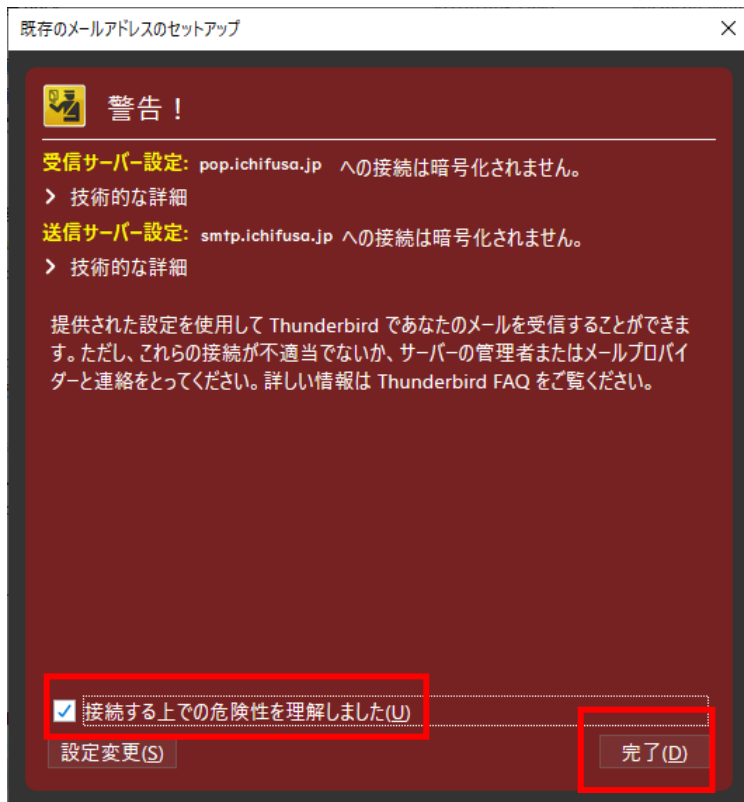 既存のメールアドレスのセットアップ
警告！
受信サーバー設定: pop.ichifusa.jp への接続は暗号化されません。
技術的な詳細
送信サーバー設定: smtp.ichifusa.jp への接続は暗号化されません。
技術的な詳細
提供された設定を使用して Thunderbird であなたのメールを受信することができま
す。ただし、これらの接続が不適当でないか、サーバーの管理者またはメールプロバイ
ダーと連絡をとってください。詳しい情報は Thunderbird FAQ をご覧ください。
接続する上での危険性を理解しました(U)
設定変更(S) 完了(D)